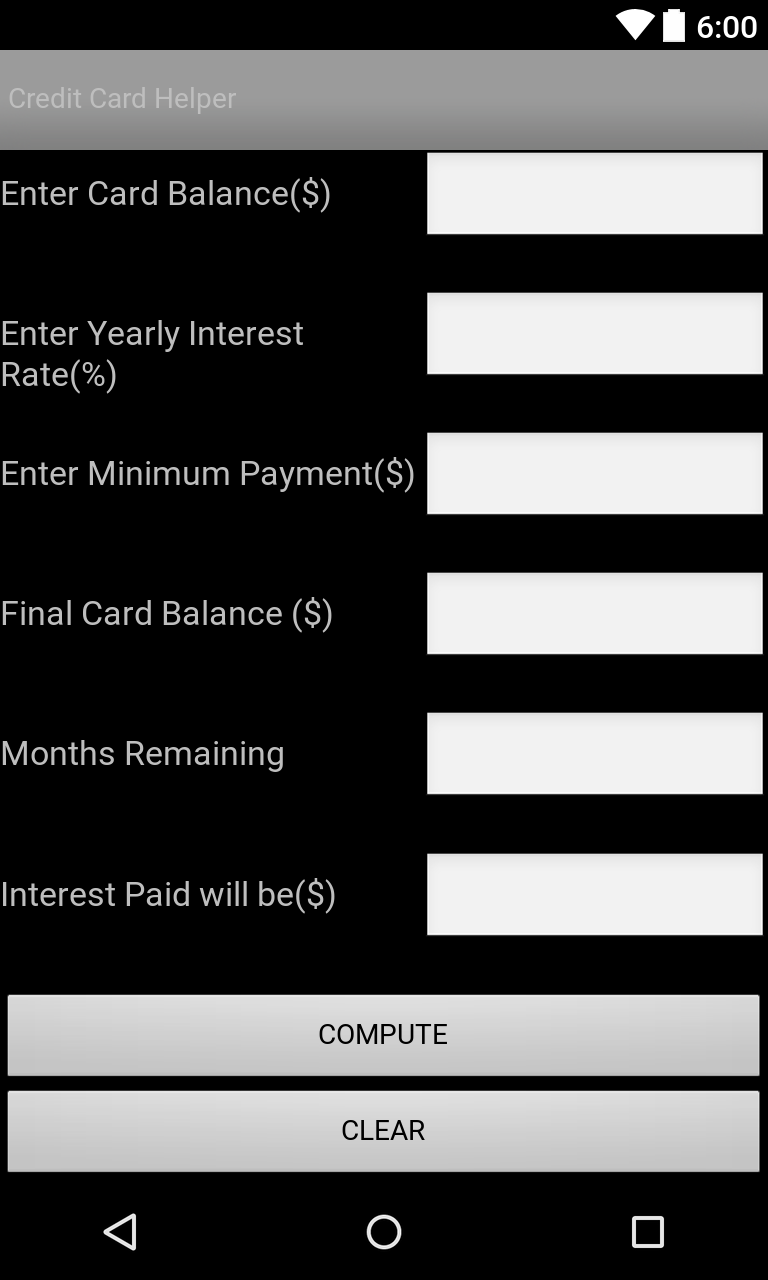 6:00
Credit Card Helper
Enter Card Balance($)
Enter Yearly Interest
Rate(%)
Enter Minimum Payment($)
Final Card Balance ($)
Months Remaining
Interest Paid will be($)
COMPUTE
CLEAR